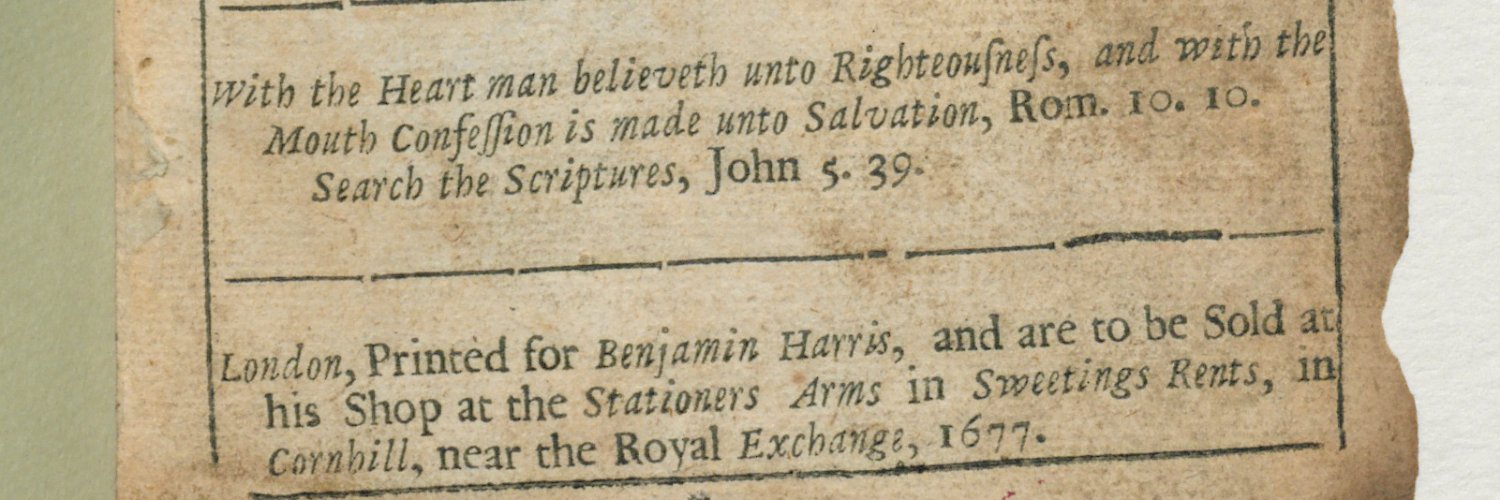 With the Heart man believeth unto Righteouſneſs, and with the
Mouth Confeſſion is made unto Salvation, Rom. 10. 10.
Search the Scriptures, John 5. 39.
London, Printed for Benjamin Harris, and are to be Sold at
his Shop at the Stationers Arms in Sweetings Rents, in
Cornhill, near the Royal Exchange, 1677.